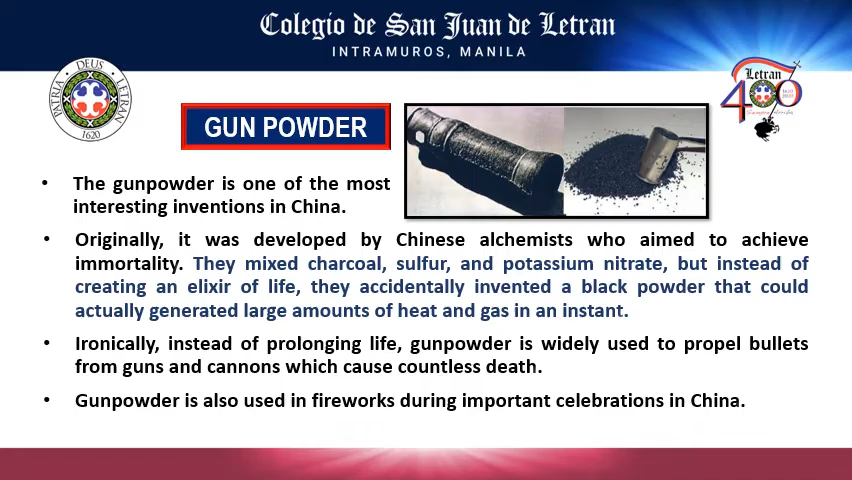 Colegio de San Juan de Letran
INTRAMUROS, MANILA
DEUS
PATRIA
LETRAN
1620
Letran
400
GUN POWDER
• The gunpowder is one of the most
interesting inventions in China.
• Originally, it was developed by Chinese alchemists who aimed to achieve
immortality. They mixed charcoal, sulfur, and potassium nitrate, but instead of
creating an elixir of life, they accidentally invented a black powder that could
actually generated large amounts of heat and gas in an instant.
• Ironically, instead of prolonging life, gunpowder is widely used to propel bullets
from guns and cannons which cause countless death.
• Gunpowder is also used in fireworks during important celebrations in China.